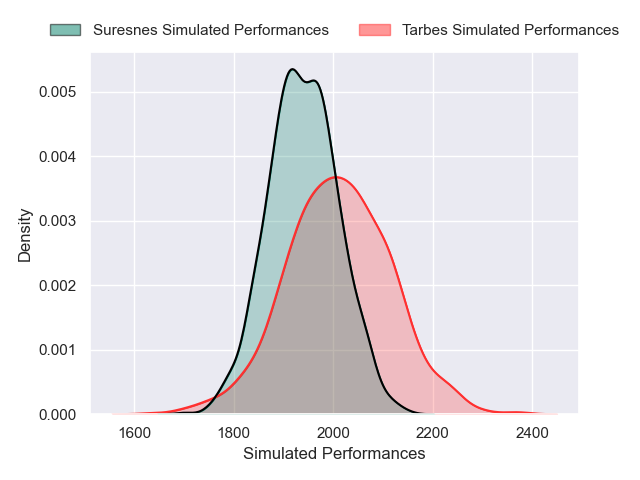 Suresnes Simulated Performances Tarbes Simulated Performances
0.005
0.004
0.003
0.002
0.001
0.000
Density
1600 1800 2000 2200 2400
Simulated Performances